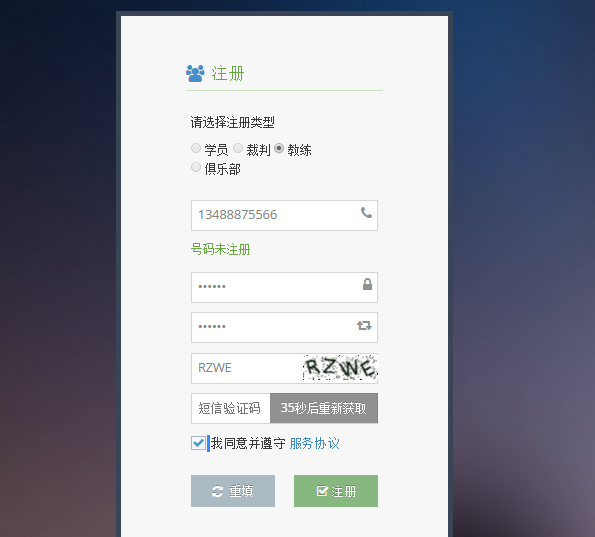 注册
请选择注册类型
学员 裁判 教练
俱乐部
13488875566
号码未注册
••••••
••••••
RZWE RZWE
短信验证码 35秒后重新获取
我同意并遵守 服务协议
重填 注册